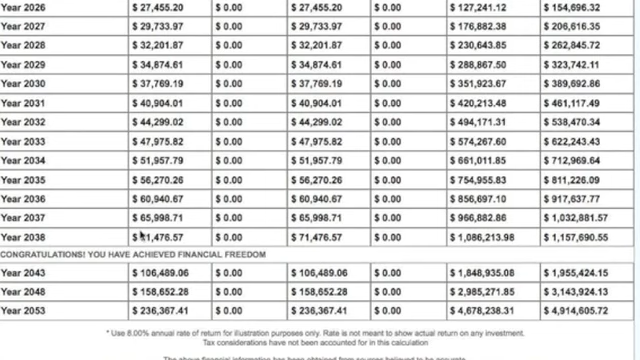 Year 2026 $ 27,455.20 $ 0.00 $ 27,455.20 $ 0.00 $ 127,241.12 $ 154,696.32
Year 2027 $ 29,733.97 $ 0.00 $ 29,733.97 $ 0.00 $ 176,882.38 $ 206,616.35
Year 2028 $ 32,201.87 $ 0.00 $ 32,201.87 $ 0.00 $ 230,643.85 $ 262,845.72
Year 2029 $ 34,874.61 $ 0.00 $ 34,874.61 $ 0.00 $ 288,867.50 $ 323,742.11
Year 2030 $ 37,769.19 $ 0.00 $ 37,769.19 $ 0.00 $ 351,923.67 $ 389,692.86
Year 2031 $ 40,904.01 $ 0.00 $ 40,904.01 $ 0.00 $ 420,213.48 $ 461,117.49
Year 2032 $ 44,299.02 $ 0.00 $ 44,299.02 $ 0.00 $ 494,171.31 $ 538,470.34
Year 2033 $ 47,975.82 $ 0.00 $ 47,975.82 $ 0.00 $ 574,267.60 $ 622,243.43
Year 2034 $ 51,957.79 $ 0.00 $ 51,957.79 $ 0.00 $ 661,011.85 $ 712,969.64
Year 2035 $ 56,270.26 $ 0.00 $ 56,270.26 $ 0.00 $ 754,955.83 $ 811,226.09
Year 2036 $ 60,940.67 $ 0.00 $ 60,940.67 $ 0.00 $ 856,697.10 $ 917,637.77
Year 2037 $ 65,998.71 $ 0.00 $ 65,998.71 $ 0.00 $ 966,882.86 $ 1,032,881.57
Year 2038 $ 71,476.57 $ 0.00 $ 71,476.57 $ 0.00 $ 1,086,213.98 $ 1,157,690.55
CONGRATULATIONS! YOU HAVE ACHIEVED FINANCIAL FREEDOM
Year 2043 $ 106,489.06 $ 0.00 $ 106,489.06 $ 0.00 $ 1,848,935.08 $ 1,955,424.15
Year 2048 $ 158,652.28 $ 0.00 $ 158,652.28 $ 0.00 $ 2,985,271.85 $ 3,143,924.13
Year 2053 $ 236,367.41 $ 0.00 $ 236,367.41 $ 0.00 $ 4,678,238.31 $ 4,914,605.72
* Use 8.00% annual rate of return for illustration purposes only. Rate is not meant to show actual return on any investment.
Tax considerations have not been accounted for in this calculation
The above financial information has been obtained from sources believed to be accurate